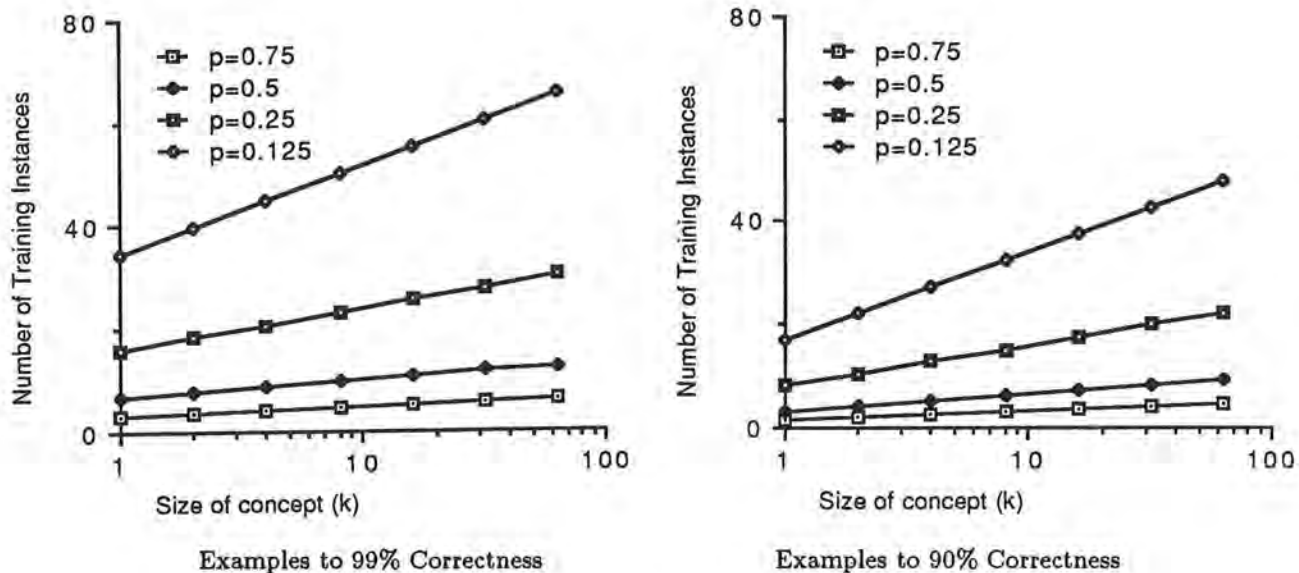 80
40
0
Number of Training Instances
p=0.75
p=0.5
p=0.25
p=0.125
1
10
100
Size of concept (k)
Examples to 99% Correctness
80
40
0
Number of Training Instances
p=0.75
p=0.5
p=0.25
p=0.125
1
10
100
Size of concept (k)
Examples to 90% Correctness